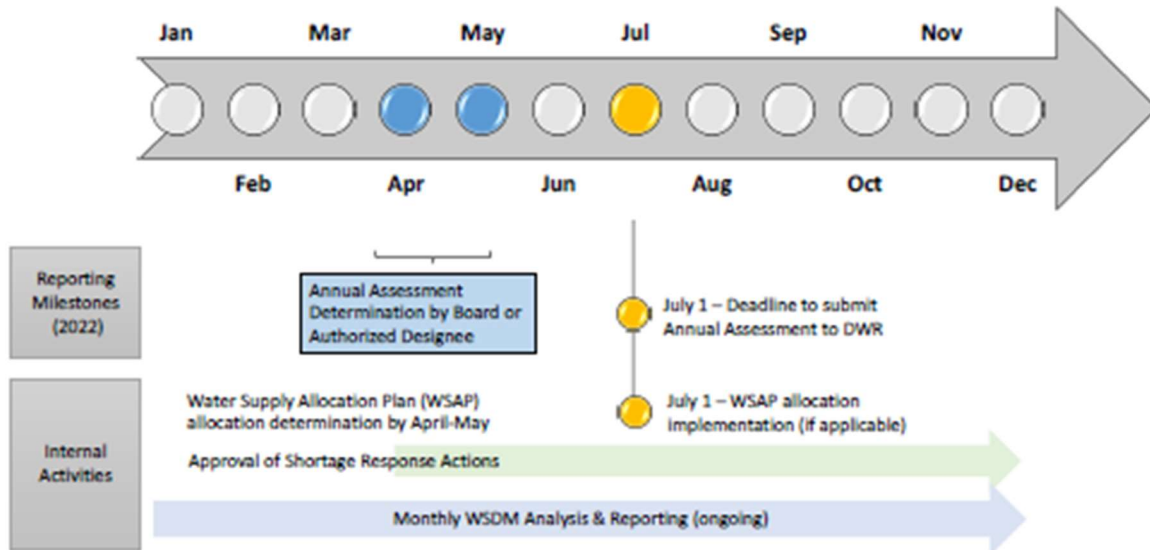 Jan Mar May Jul Sep Nov
Feb Apr Jun Aug Oct Dec
Reporting
Milestones
(2022)
Annual Assessment
Determination by Board or
Authorized Designee
July 1 – Deadline to submit
Annual Assessment to DWR
Internal
Activities
Water Supply Allocation Plan (WSAP)
allocation determination by April-May
July 1 – WSAP allocation
implementation (if applicable)
Approval of Shortage Response Actions
Monthly WSDM Analysis & Reporting (ongoing)